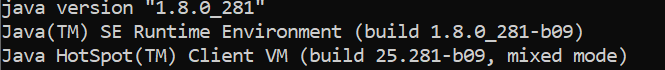 java version "1.8.0_281"
Java(TM) SE Runtime Environment (build 1.8.0_281-b09)
Java HotSpot(TM) Client VM (build 25.281-b09, mixed mode)